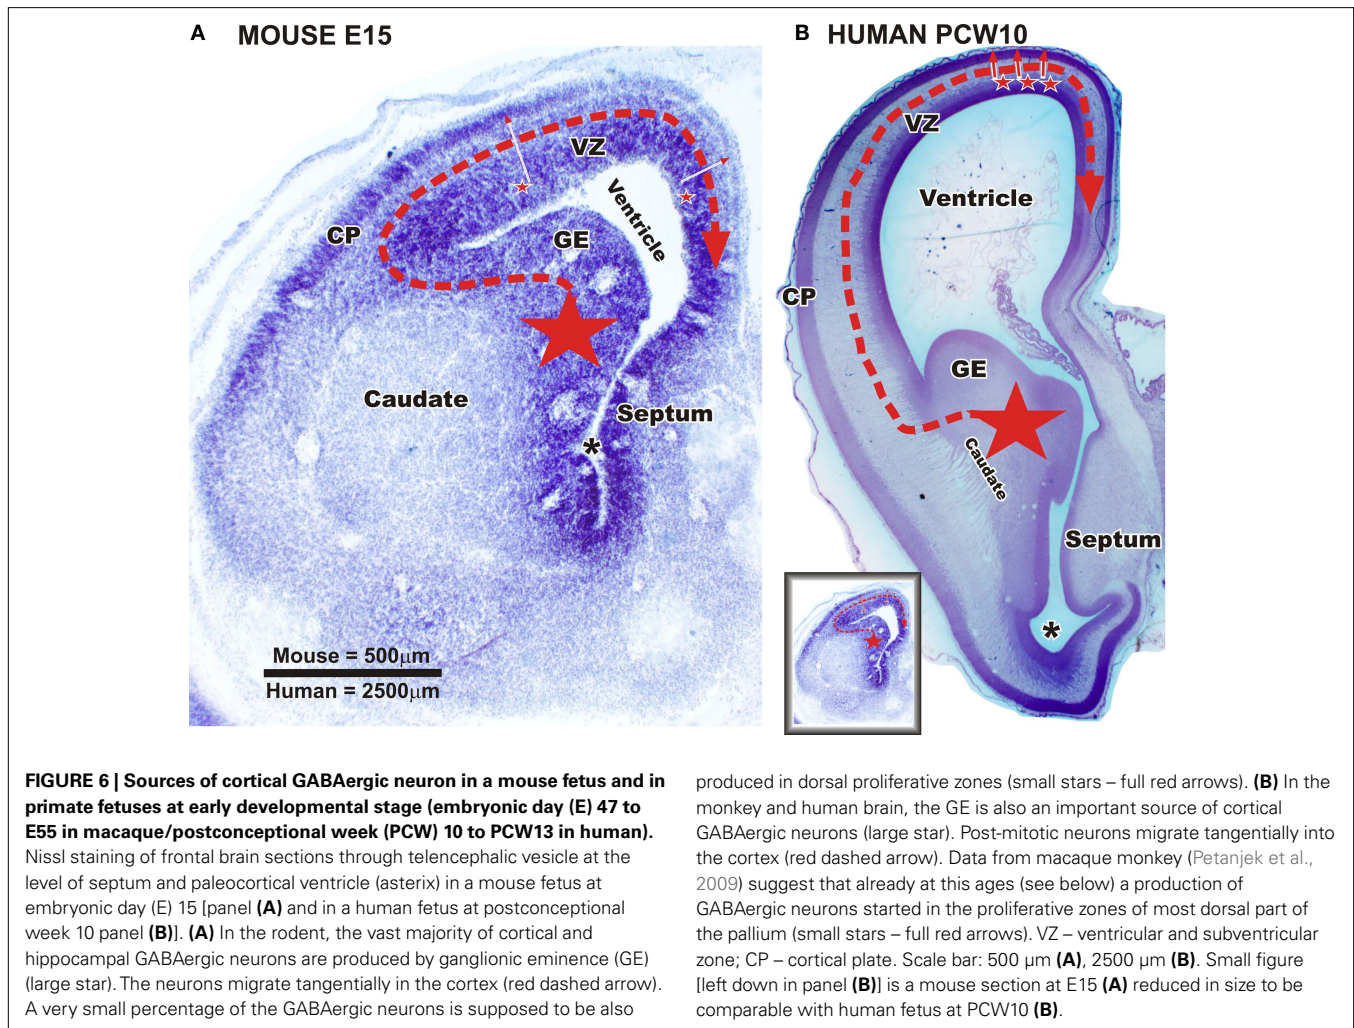 A MOUSE E15
B HUMAN PCW10
VZ
Ventricle
CP
GE
Caudate
Septum
*
Mouse = 500μm
Human = 2500μm
VZ
Ventricle
CP
GE
Caudate
Septum
*
FIGURE 6 | Sources of cortical GABAergic neuron in a mouse fetus and in
primate fetuses at early developmental stage (embryonic day (E) 47 to
E55 in macaque/postconceptional week (PCW) 10 to PCW13 in human).
Nissl staining of frontal brain sections through telencephalic vesicle at the
level of septum and paleocortical ventricle (asterix) in a mouse fetus at
embryonic day (E) 15 [panel (A) and in a human fetus at postconceptional
week 10 panel (B)]. (A) In the rodent, the vast majority of cortical and
hippocampal GABAergic neurons are produced by ganglionic eminence (GE)
(large star). The neurons migrate tangentially in the cortex (red dashed arrow).
A very small percentage of the GABAergic neurons is supposed to be also
produced in dorsal proliferative zones (small stars – full red arrows). (B) In the
monkey and human brain, the GE is also an important source of cortical
GABAergic neurons (large star). Post-mitotic neurons migrate tangentially into
the cortex (red dashed arrow). Data from macaque monkey (Petanjek et al.,
2009) suggest that already at this ages (see below) a production of
GABAergic neurons started in the proliferative zones of most dorsal part of
the pallium (small stars – full red arrows). VZ – ventricular and subventricular
zone; CP – cortical plate. Scale bar: 500 μm (A), 2500 μm (B). Small figure
[left down in panel (B)] is a mouse section at E15 (A) reduced in size to be
comparable with human fetus at PCW10 (B).